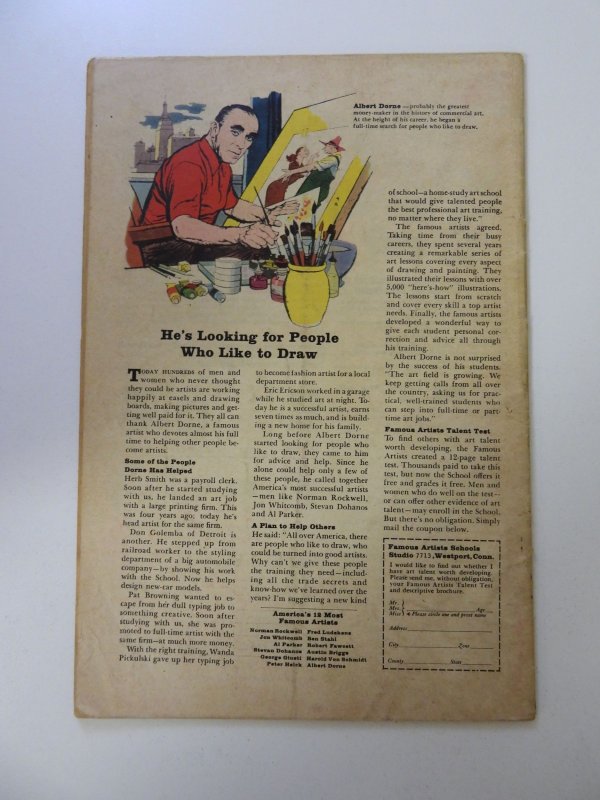 Albert Dorne—probably the greatest
money-maker in the history of commercial art.
At the height of his career, he began a
full-time search for people who like to draw.
He's Looking for People
Who Like to Draw
TODAY HUNDREDS of men and
women who never thought
they could be artists are working
happily at easels and drawing
boards, making pictures and get-
ting well paid for it. They all can
thank Albert Dorne, a famous
artist who devotes almost his full
time to helping other people be-
come artists.
Some of the People
Dorne Has Helped
Herb Smith was a payroll clerk.
Soon after he started studying
with us, he landed an art job
with a large printing firm. This
was four years ago; today he's
head artist for the same firm.
Don Golemba of Detroit is
another. He stepped up from
railroad worker to the styling
department of a big automobile
company—by showing his work
with the School. Now he helps
design new-car models.
Pat Browning wanted to es-
cape from her dull typing job to
something creative. Soon after
studying with us, she was pro-
moted to full-time artist with the
same firm—at much more money.
With the right training, Wanda
Pickulski gave up her typing job
to become fashion artist for a local
department store.
Eric Ericson worked in a garage
while he studied art at night. To-
day he is a successful artist, earns
seven times as much, and is build-
ing a new home for his family.
Long before Albert Dorne
started looking for people who
like to draw, they came to him
for advice and help. Since he
alone could help only a few of
these people, he called together
America's most successful artists
—men like Norman Rockwell,
Jon Whitcomb, Stevan Dohanos
and Al Parker.
A Plan to Help Others
He said: "All over America, there
are people who like to draw, who
could be turned into good artists.
Why can't we give these people
the training they need—includ-
ing all the trade secrets and
know-how we've learned over the
years? I'm suggesting a new kind
America's 12 Most
Famous Artists
Norman Rockwell Fred Ludekens
Jon Whitcomb Ben Stahl
Al Parker Robert Fawcett
Stevan Dohanos Austin Briggs
George Giusti Harold Von Schmidt
Peter Helck Albert Dorne
of school—a home-study art school
that would give talented people
the best professional art training,
no matter where they live."
The famous artists agreed.
Taking time from their busy
careers, they spent several years
creating a remarkable series of
art lessons covering every aspect
of drawing and painting. They
illustrated their lessons with over
5,000 "here's-how" illustrations.
The lessons start from scratch
and cover every skill a top artist
needs. Finally, the famous artists
developed a wonderful way to
give each student personal cor-
rection and advice all through
his training.
Albert Dorne is not surprised
by the success of his students.
"The art field is growing. We
keep getting calls from all over
the country, asking us for prac-
tical, well-trained students who
can step into full-time or part-
time art jobs."
Famous Artists Talent Test
To find others with art talent
worth developing, the Famous
Artists created a 12-page talent
test. Thousands paid to take this
test, but now the School offers it
free and grades it free. Men and
women who do well on the test—
or can offer other evidence of art
talent—may enroll in the School.
But there's no obligation. Simply
mail the coupon below.
Famous Artists Schools
Studio 7713, Westport, Conn.
I would like to find out whether I
have art talent worth developing.
Please send me, without obligation,
your Famous Artists Talent Test
and descriptive brochure.
Mr.
Mrs. Age
Miss Please circle one and print name
Address
City Zone
County State